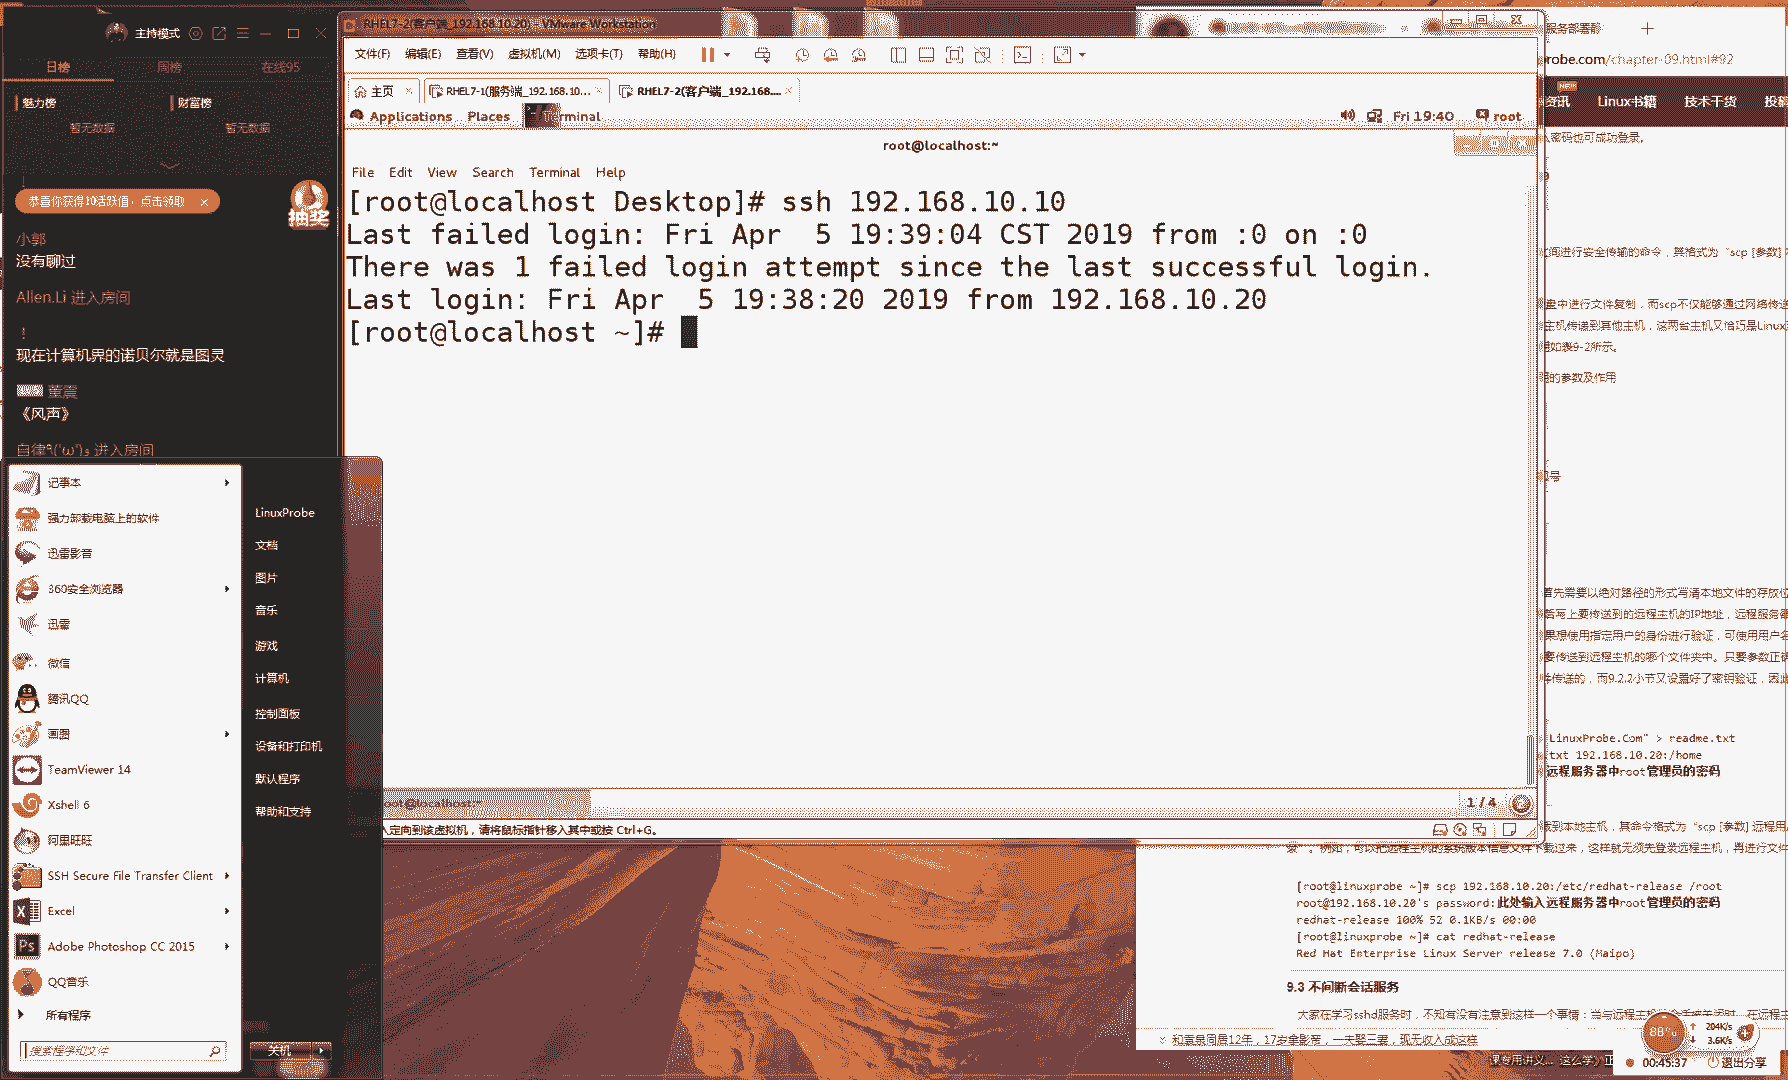 主持模式
日榜 周榜 在线95
魅力榜 财富榜
暂无数据 暂无数据
恭喜你获得10活跃值，点击领取 ×
抽奖
小郭
没有聊过
Allen.Li 进入房间
！
现在计算机界的诺贝尔就是图灵
董震
《风声》
进入房间
RHEL7-2(客户端_192.168.10.20) - VMware Workstation
文件(F) 编辑(E) 查看(V) 虚拟机(M) 选项卡(T) 帮助(H)
主页 × RHEL7-1(服务端_192.168.10... × RHEL7-2(客户端_192.168.... ×
Applications Places Terminal Fri 19:40 root
root@localhost:~
File Edit View Search Terminal Help
[root@localhost Desktop]# ssh 192.168.10.10
Last failed login: Fri Apr  5 19:39:04 CST 2019 from :0 on :0
There was 1 failed login attempt since the last successful login.
Last login: Fri Apr  5 19:38:20 2019 from 192.168.10.20
[root@localhost ~]#
root@localhost:~ 1 / 4
入定向到该虚拟机，请将鼠标指针移入其中或按 Ctrl+G。
记事本
强力卸载电脑上的软件
迅雷影音
360安全浏览器
迅雷
微信
腾讯QQ
画图
TeamViewer 14
Xshell 6
阿里旺旺
SSH Secure File Transfer Client
Excel
Adobe Photoshop CC 2015
QQ音乐
所有程序
搜索程序和文件
LinuxProbe
文档
图片
音乐
游戏
计算机
控制面板
设备和打印机
默认程序
帮助和支持
关机
服务部署前
robe.com/chapter-09.html#92
资讯 NEW Linux书籍 技术干货 投稿
密码也可成功登录。
间进行安全传输的命令，其格式为“scp [参数]
盘中进行文件复制，而scp不仅能够通过网络传送
主机传递到其他主机，这两台主机又恰巧是Linux
如表9-2所示。
的参数及作用
号
首先需要以绝对路径的形式写清本地文件的存放位
写上要传送到的远程主机的IP地址，远程服务器
果想使用指定用户的身份进行验证，可使用用户名
要传送到远程主机的哪个文件夹中。只要参数正确
传送的，而9.2.2小节又设置好了密钥验证，因此
LinuxProbe.Com" > readme.txt
txt 192.168.10.20:/home
远程服务器中root管理员的密码
载到本地主机，其命令格式为“scp [参数] 远程用
录”。例如，可以把远程主机的系统版本信息文件下载过来，这样就无须先登录远程主机，再进行文件
[root@linuxprobe ~]# scp 192.168.10.20:/etc/redhat-release /root
root@192.168.10.20's password:此处输入远程服务器中root管理员的密码
redhat-release 100% 52 0.1KB/s 00:00
[root@linuxprobe ~]# cat redhat-release
Red Hat Enterprise Linux Server release 7.0 (Maipo)
9.3 不间断会话服务
大家在学习sshd服务时，不知有没有注意到这样一个事情：当与远程主
88% 204K/s
3.6K/s
和袁泉同居12年，17岁拿影帝，一夫娶三妻，现无收入成这样
课专用讲义... 这么学》
00:45:37 退出分享